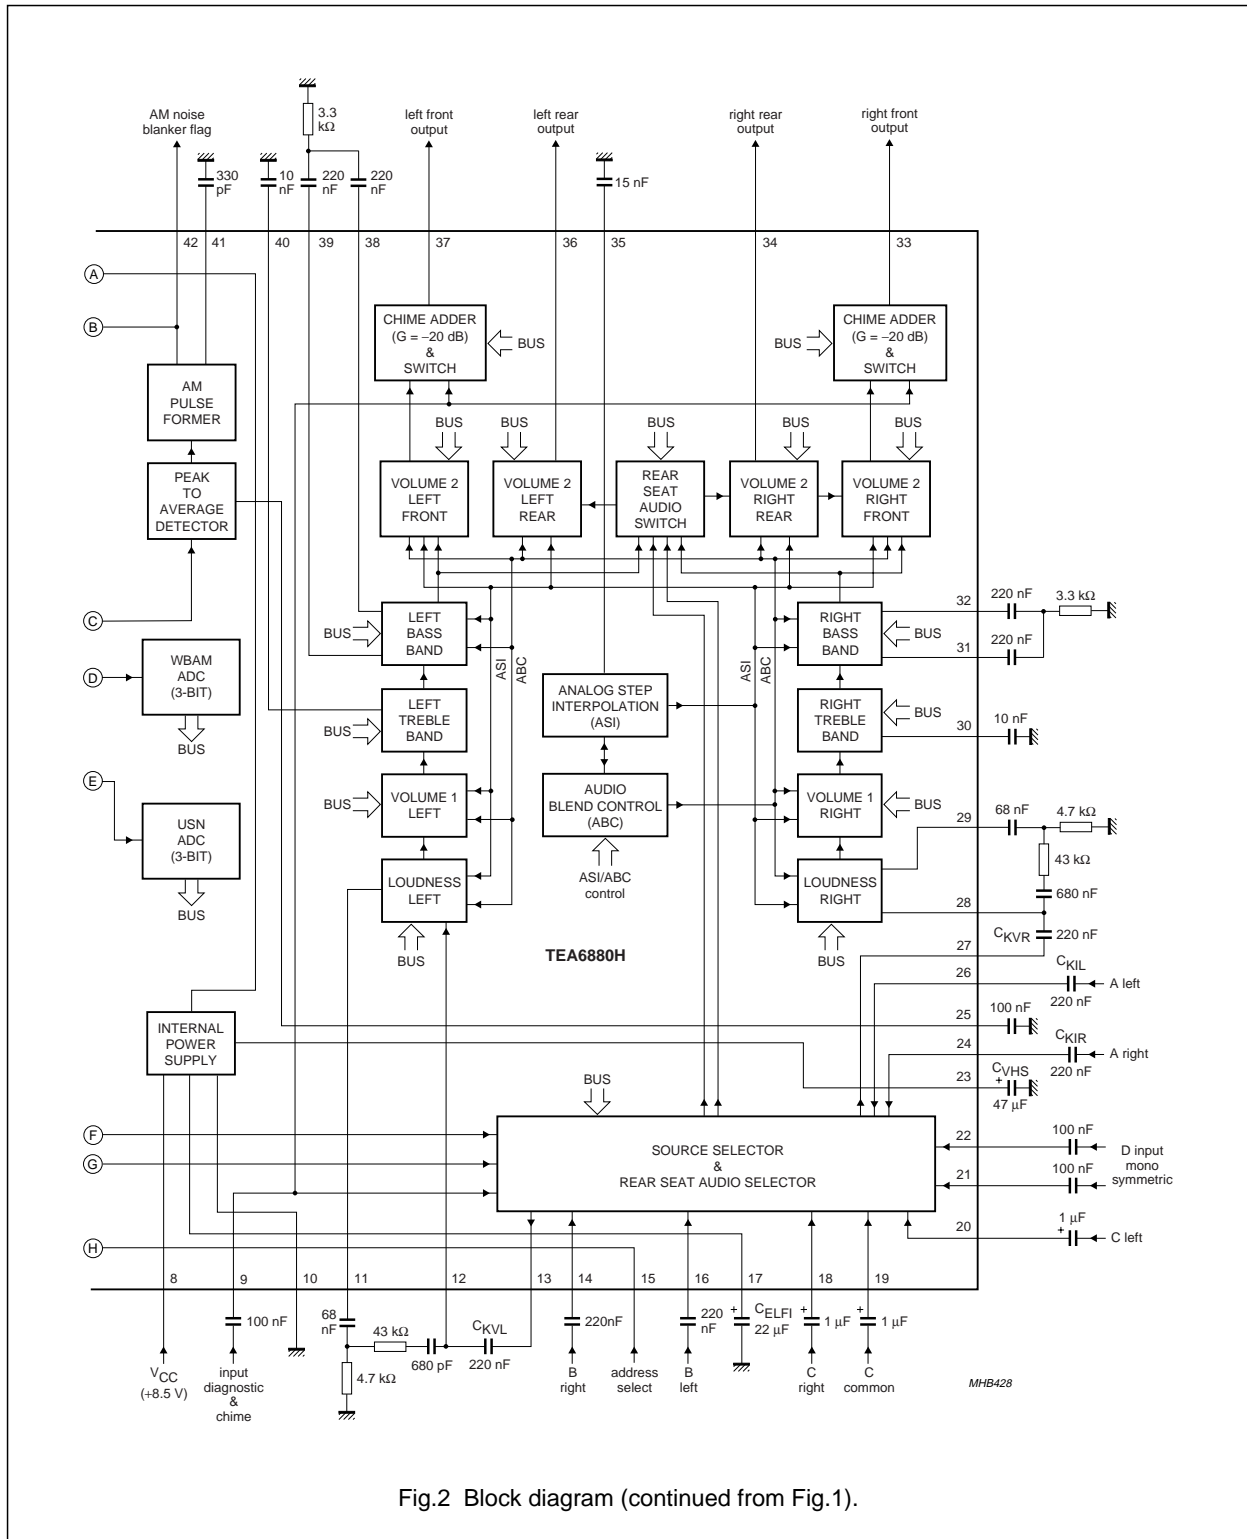 AM noise
blanker flag
3.3
kΩ
left front
output
left rear
output
right rear
output
right front
output
330
pF
10
nF
220
nF
220
nF
15 nF
42
41
40
39
38
37
36
35
34
33
A
B
CHIME ADDER
(G = −20 dB)
&
SWITCH
BUS
BUS
CHIME ADDER
(G = −20 dB)
&
SWITCH
AM
PULSE
FORMER
BUS
BUS
BUS
BUS
BUS
PEAK
TO
AVERAGE
DETECTOR
VOLUME 2
LEFT
FRONT
VOLUME 2
LEFT
REAR
REAR
SEAT
AUDIO
SWITCH
VOLUME 2
RIGHT
REAR
VOLUME 2
RIGHT
FRONT
C
BUS
LEFT
BASS
BAND
ASI
ABC
ASI
ABC
RIGHT
BASS
BAND
BUS
32
220 nF
3.3 kΩ
31
220 nF
D
WBAM
ADC
(3-BIT)
BUS
BUS
LEFT
TREBLE
BAND
ANALOG STEP
INTERPOLATION
(ASI)
RIGHT
TREBLE
BAND
BUS
30
10 nF
E
USN
ADC
(3-BIT)
BUS
BUS
VOLUME 1
LEFT
AUDIO
BLEND CONTROL
(ABC)
VOLUME 1
RIGHT
BUS
29
68 nF
4.7 kΩ
43 kΩ
680 nF
LOUDNESS
LEFT
BUS
ASI/ABC
control
LOUDNESS
RIGHT
BUS
28
CKVR
220 nF
27
TEA6880H
26
CKIL
220 nF
A left
25
100 nF
24
CKIR
220 nF
A right
23
CVHS
+
47 μF
INTERNAL
POWER
SUPPLY
BUS
F
G
SOURCE SELECTOR
&
REAR SEAT AUDIO SELECTOR
22
100 nF
D input
mono
symmetric
21
100 nF
20
1 μF
+
C left
H
8
9
10
11
12
13
14
15
16
17
18
19
100 nF
68
nF
43 kΩ
680 pF
CKVL
220 nF
220nF
220
nF
+
CELFI
22 μF
+
1 μF
+
1 μF
4.7 kΩ
VCC
(+8.5 V)
input
diagnostic
&
chime
B
right
address
select
B
left
C
right
C
common
MHB428
Fig.2 Block diagram (continued from Fig.1).